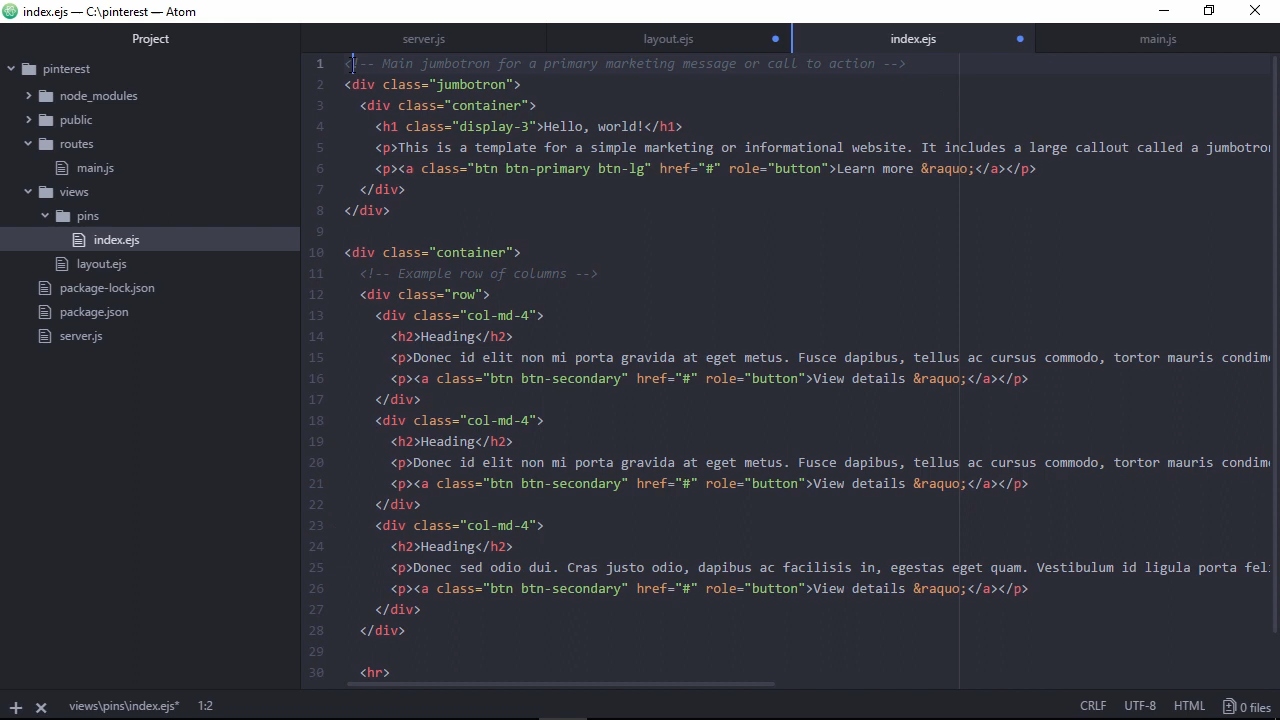 index.ejs — C:\pinterest — Atom
Project
server.js
layout.ejs
index.ejs
main.js
pinterest
node_modules
public
routes
main.js
views
pins
index.ejs
layout.ejs
package-lock.json
package.json
server.js
1 <!-- Main jumbotron for a primary marketing message or call to action -->
2 <div class="jumbotron">
3 <div class="container">
4 <h1 class="display-3">Hello, world!</h1>
5 <p>This is a template for a simple marketing or informational website. It includes a large callout called a jumbotro
6 <p><a class="btn btn-primary btn-lg" href="#" role="button">Learn more &raquo;</a></p>
7 </div>
8 </div>
9
10 <div class="container">
11 <!-- Example row of columns -->
12 <div class="row">
13 <div class="col-md-4">
14 <h2>Heading</h2>
15 <p>Donec id elit non mi porta gravida at eget metus. Fusce dapibus, tellus ac cursus commodo, tortor mauris condim
16 <p><a class="btn btn-secondary" href="#" role="button">View details &raquo;</a></p>
17 </div>
18 <div class="col-md-4">
19 <h2>Heading</h2>
20 <p>Donec id elit non mi porta gravida at eget metus. Fusce dapibus, tellus ac cursus commodo, tortor mauris condim
21 <p><a class="btn btn-secondary" href="#" role="button">View details &raquo;</a></p>
22 </div>
23 <div class="col-md-4">
24 <h2>Heading</h2>
25 <p>Donec sed odio dui. Cras justo odio, dapibus ac facilisis in, egestas eget quam. Vestibulum id ligula porta feli
26 <p><a class="btn btn-secondary" href="#" role="button">View details &raquo;</a></p>
27 </div>
28 </div>
29
30 <hr>
views\pins\index.ejs* 1:2
CRLF UTF-8 HTML 0 files